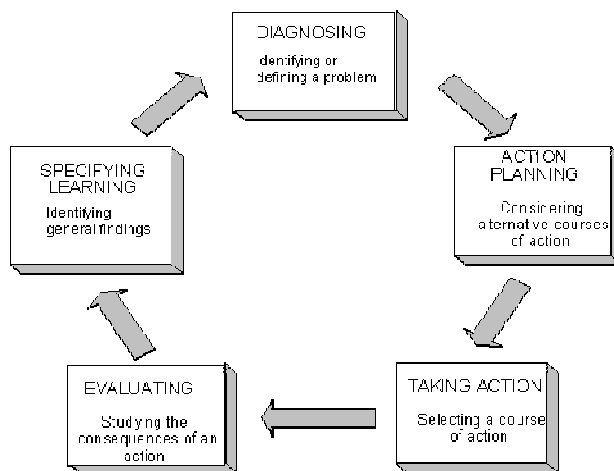 DIAGNOSING
Identifying or
defining a problem
ACTION
PLANNING
Considering
alternative courses
of action
TAKING ACTION
Selecting a course
of action
EVALUATING
Studying the
consequences of an
action
SPECIFYING
LEARNING
Identifying
general findings